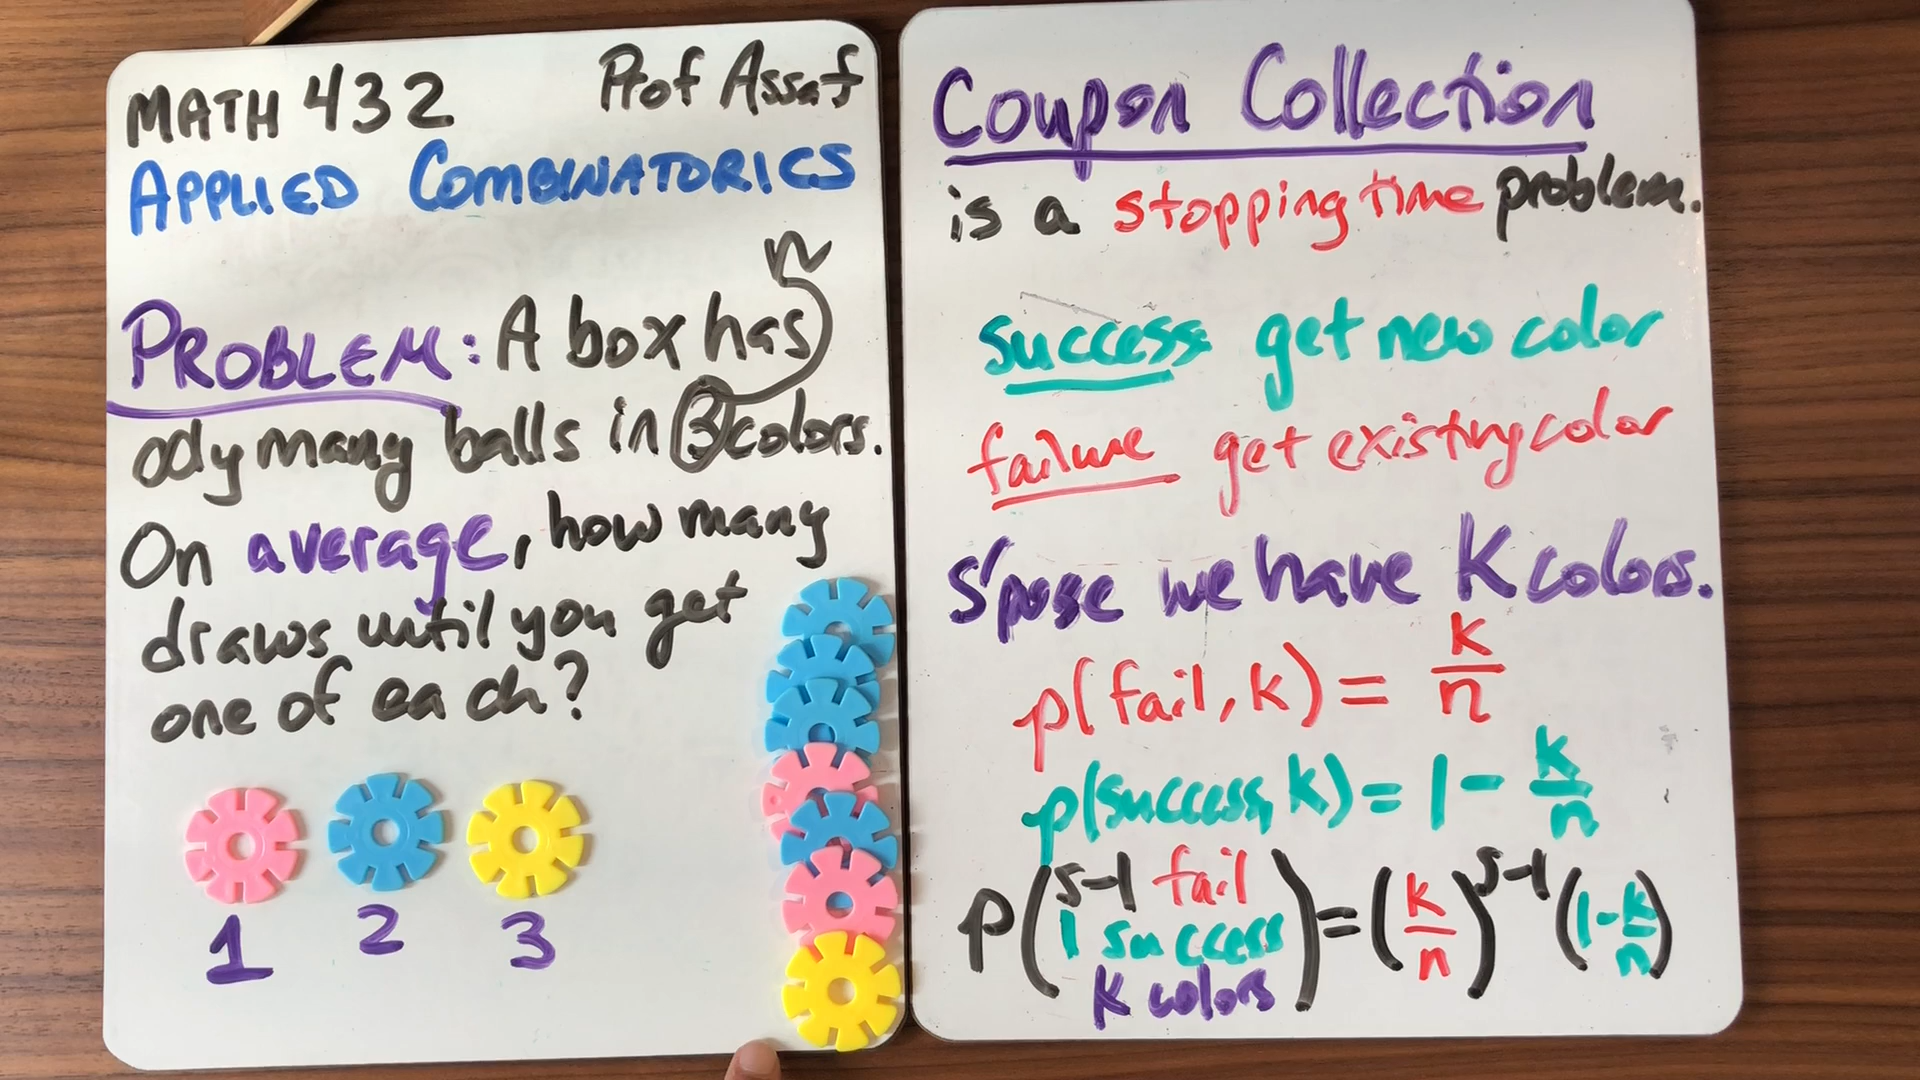 MATH 432 Prof Assaf
APPLIED COMBINATORICS
n
PROBLEM: A box has
ody many balls in 3 colors.
On average, how many
draws until you get
one of each?
1 2 3
Coupon Collection
is a stopping time problem.
success get new color
failure get existing color
S'pose we have K colors.
p(fail, k) = k/n
p(success, k) = 1 - k/n
P(s-1 fail 1 success k colors) = (k/n)^s-1 (1 - k/n)